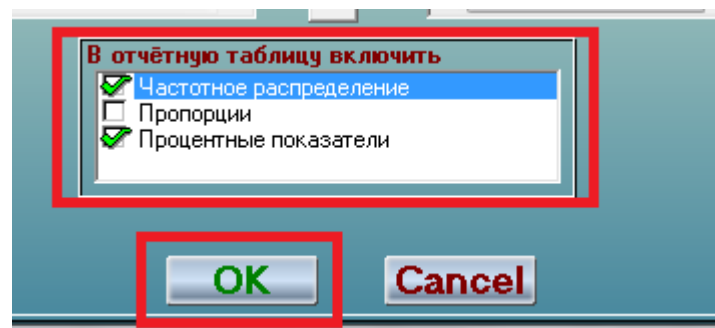 В отчётную таблицу включить
Частотное распределение
Пропорции
Процентные показатели
OK Cancel